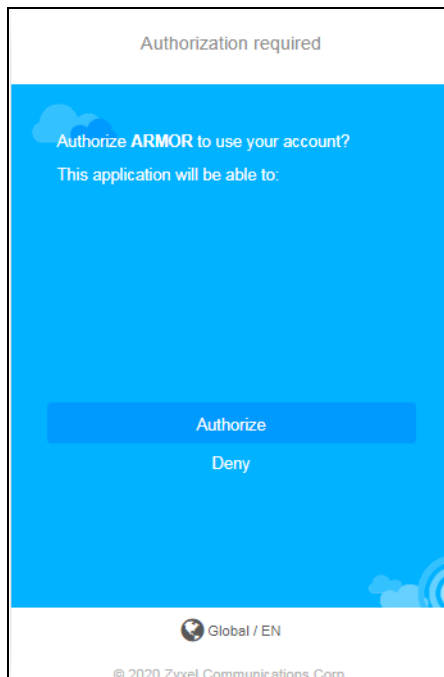 Authorization required
Authorize ARMOR to use your account?
This application will be able to:
Authorize
Deny
Global / EN
© 2020 Zyxel Communications Corp